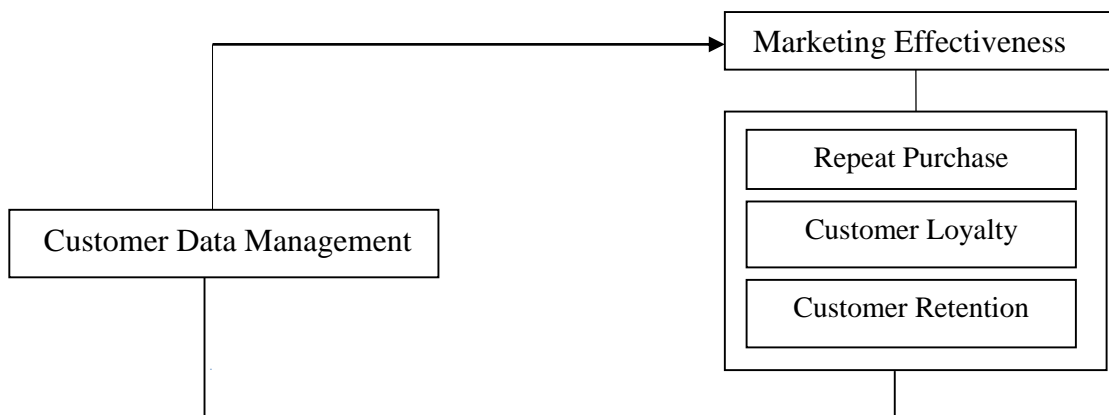 Marketing Effectiveness
Repeat Purchase
Customer Loyalty
Customer Data Management
Customer Retention